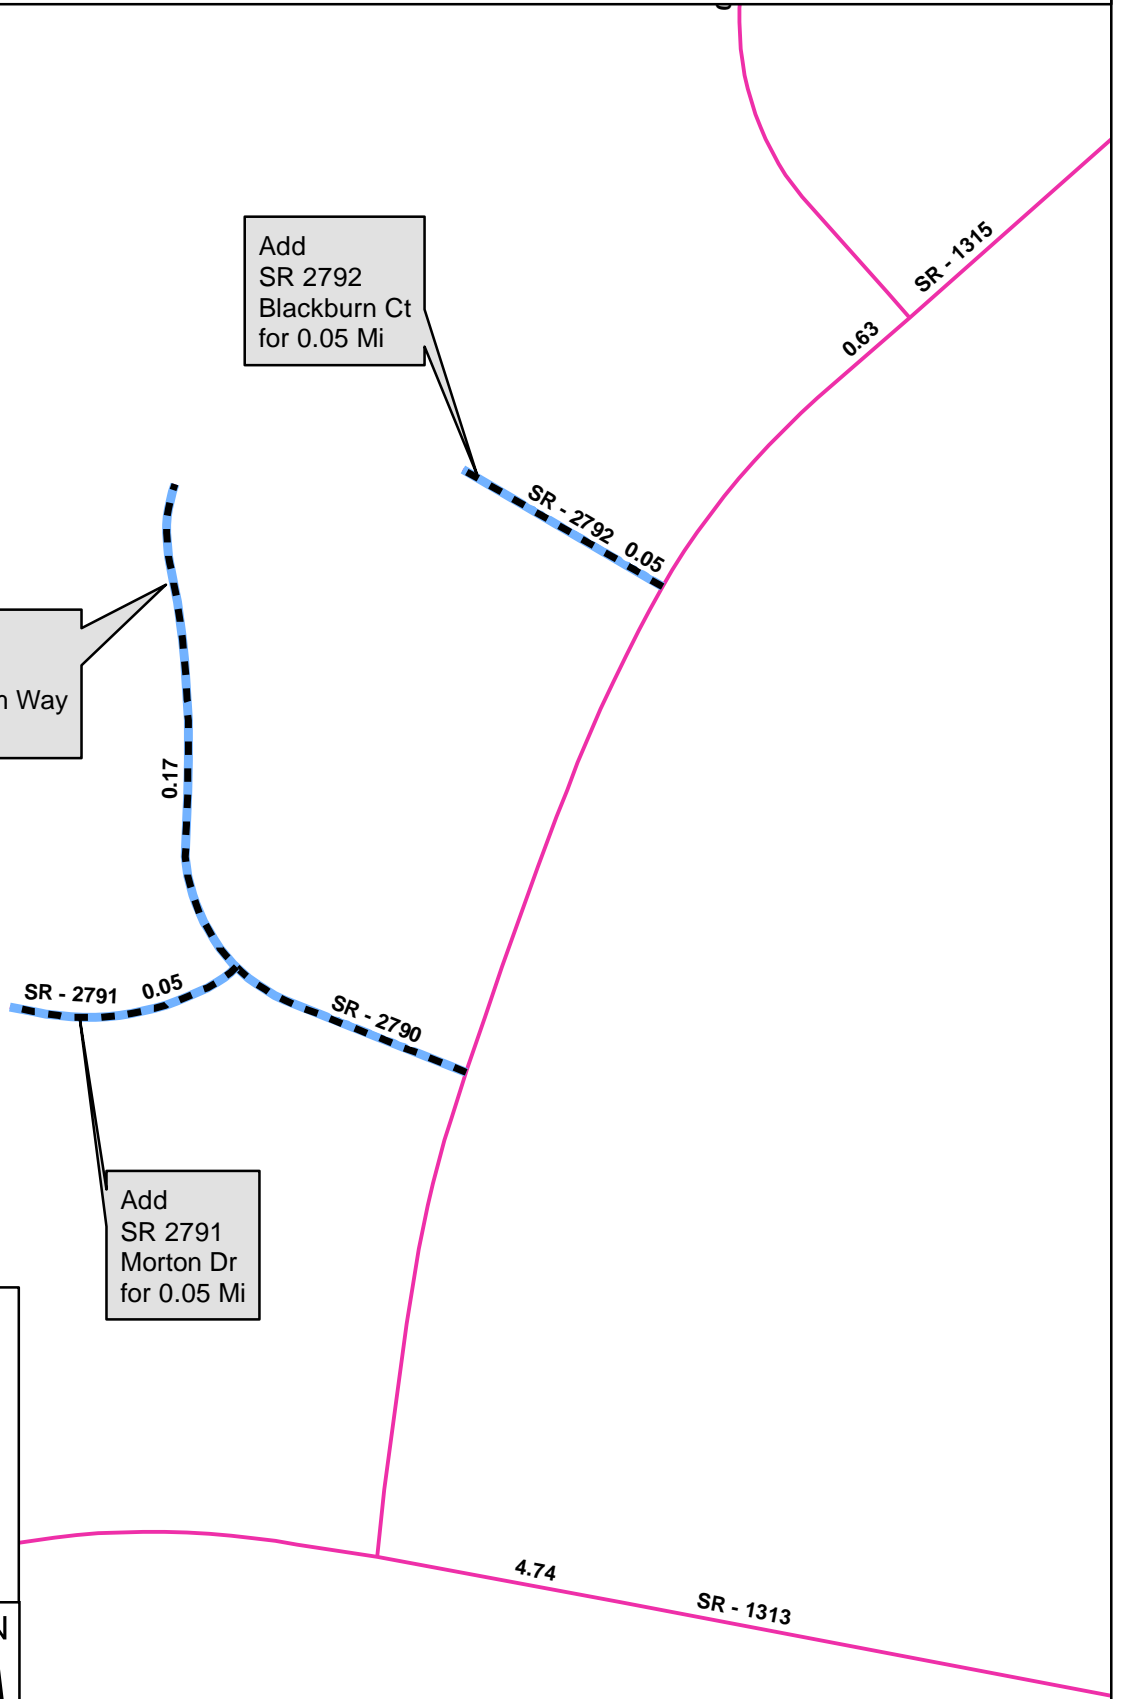 SR - 1315
0.63
Add
SR 2792
Blackburn Ct
for 0.05 Mi
SR - 2792 0.05
Way
0.17
SR - 2791 0.05
SR - 2790
Add
SR 2791
Morton Dr
for 0.05 Mi
4.74
SR - 1313
N